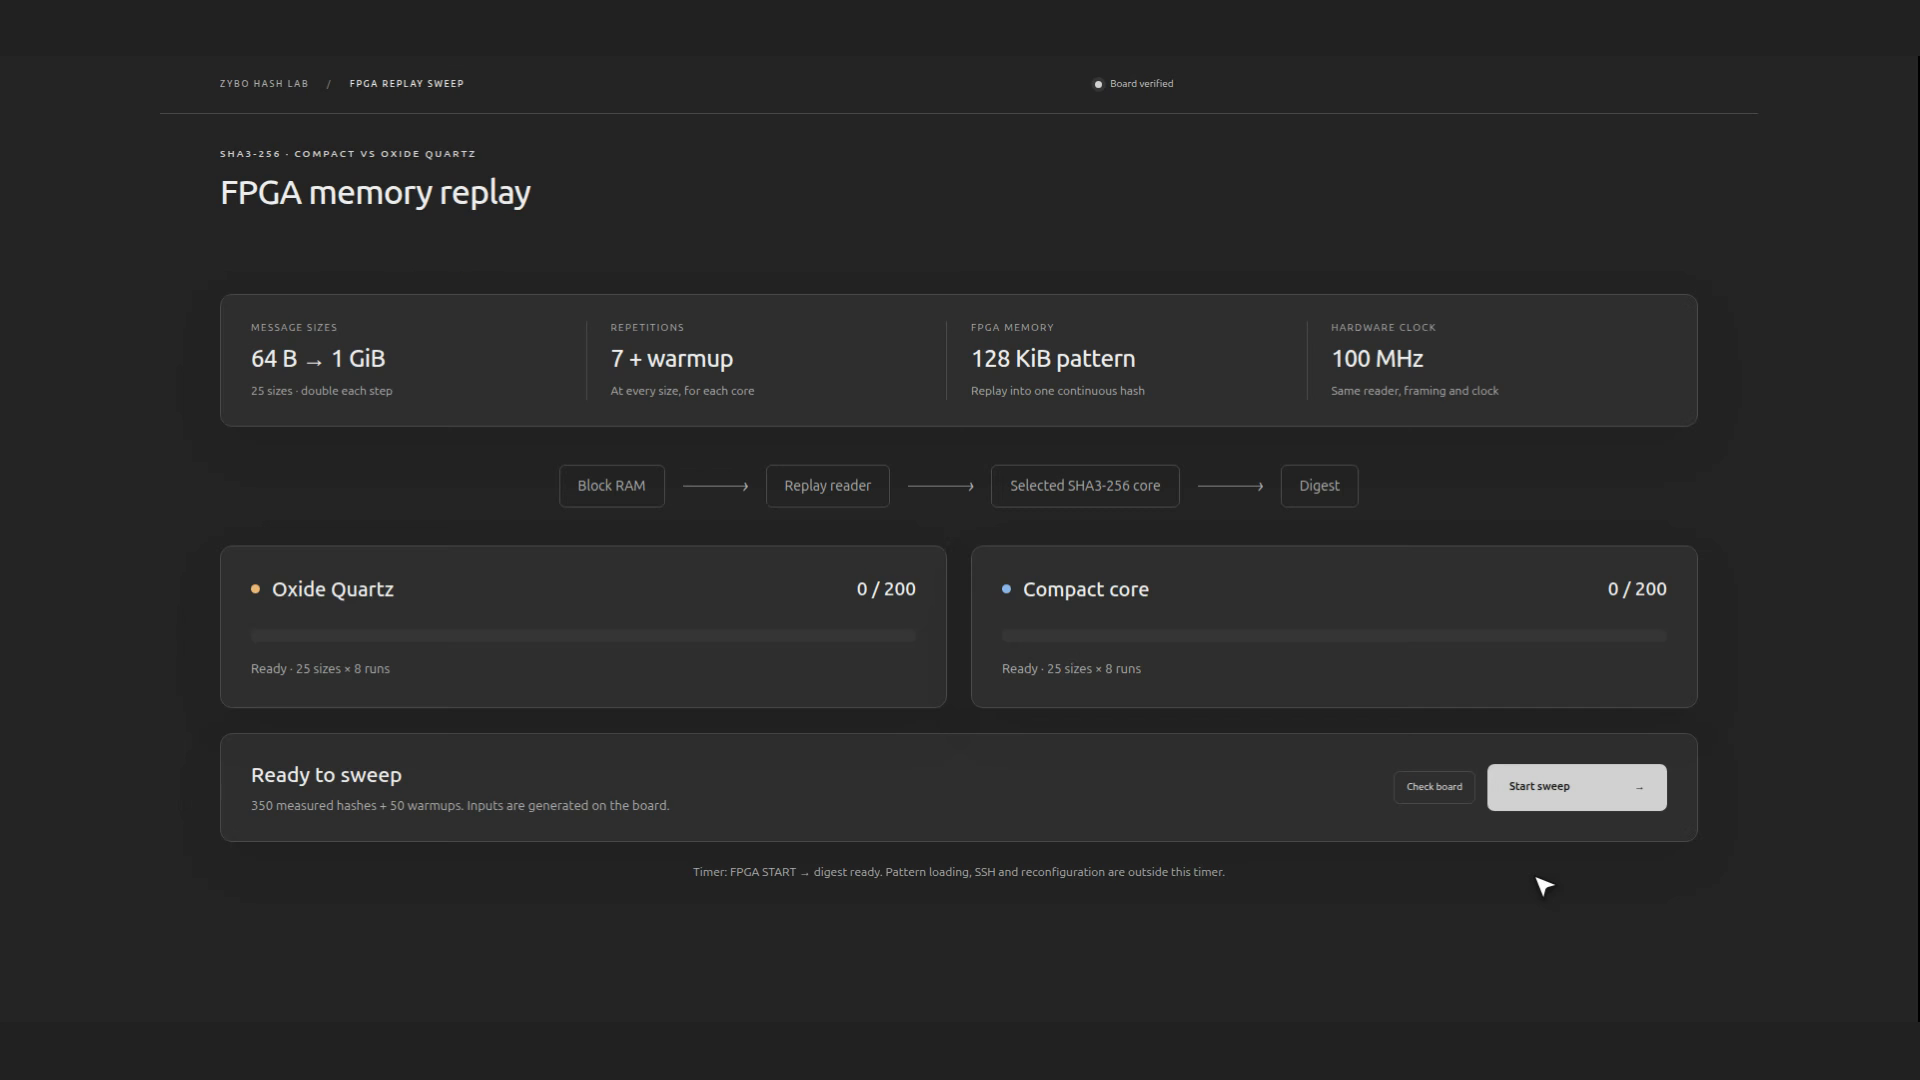 ZYBO HASH LAB / FPGA REPLAY SWEEP
Board verified
SHA3-256 · COMPACT VS OXIDE QUARTZ
FPGA memory replay
MESSAGE SIZES
64 B → 1 GiB
25 sizes · double each step
REPETITIONS
7 + warmup
At every size, for each core
FPGA MEMORY
128 KiB pattern
Replay into one continuous hash
HARDWARE CLOCK
100 MHz
Same reader, framing and clock
Block RAM
Replay reader
Selected SHA3-256 core
Digest
Oxide Quartz
0 / 200
Ready · 25 sizes × 8 runs
Compact core
0 / 200
Ready · 25 sizes × 8 runs
Ready to sweep
350 measured hashes + 50 warmups. Inputs are generated on the board.
Check board
Start sweep →
Timer: FPGA START → digest ready. Pattern loading, SSH and reconfiguration are outside this timer.